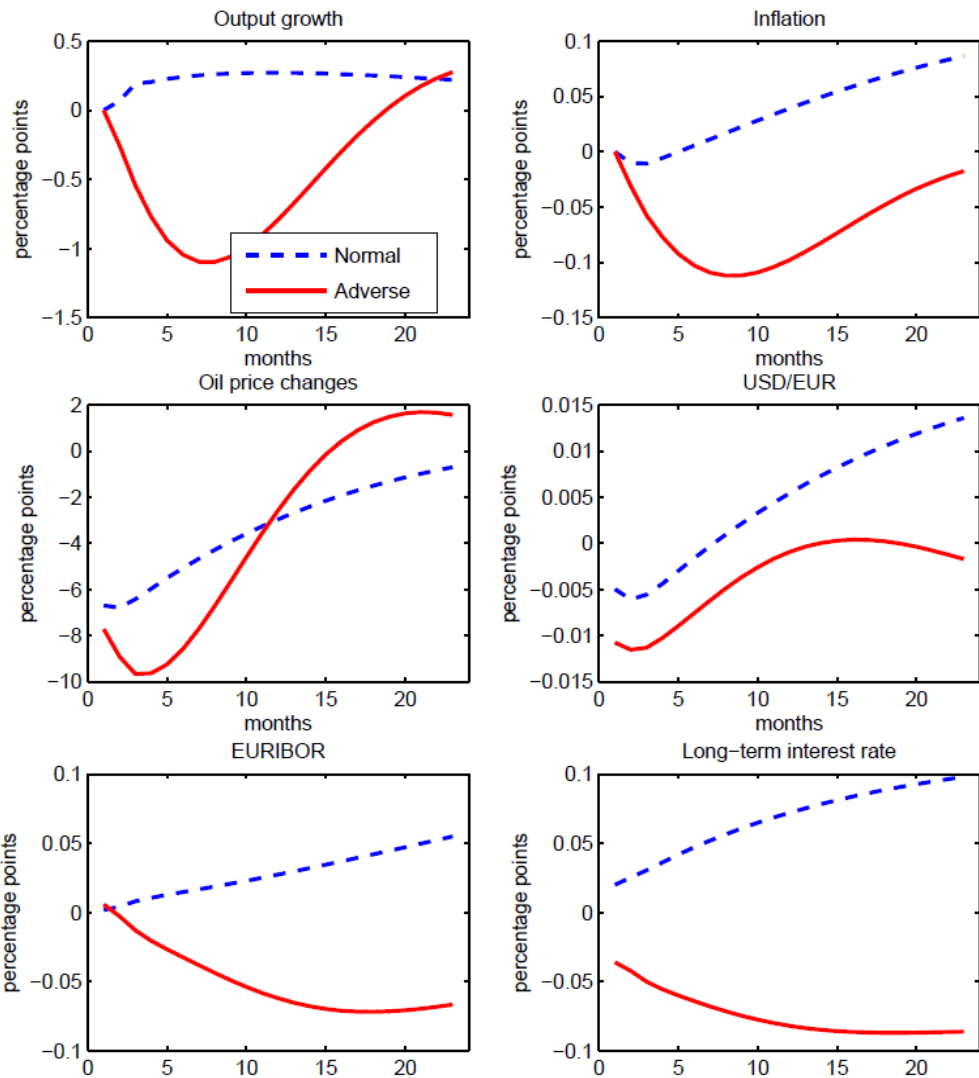 Output growth
percentage points
0.5
0
−0.5
−1
−1.5
0 5 10 15 20
months
Normal
Adverse
Inflation
percentage points
0.1
0.05
0
−0.05
−0.1
−0.15
0 5 10 15 20
months
Oil price changes
percentage points
2
0
−2
−4
−6
−8
−10
0 5 10 15 20
months
USD/EUR
percentage points
0.015
0.01
0.005
0
−0.005
−0.01
−0.015
0 5 10 15 20
months
EURIBOR
percentage points
0.1
0.05
0
−0.05
−0.1
0 5 10 15 20
Long−term interest rate
percentage points
0.1
0.05
0
−0.05
−0.1
0 5 10 15 20